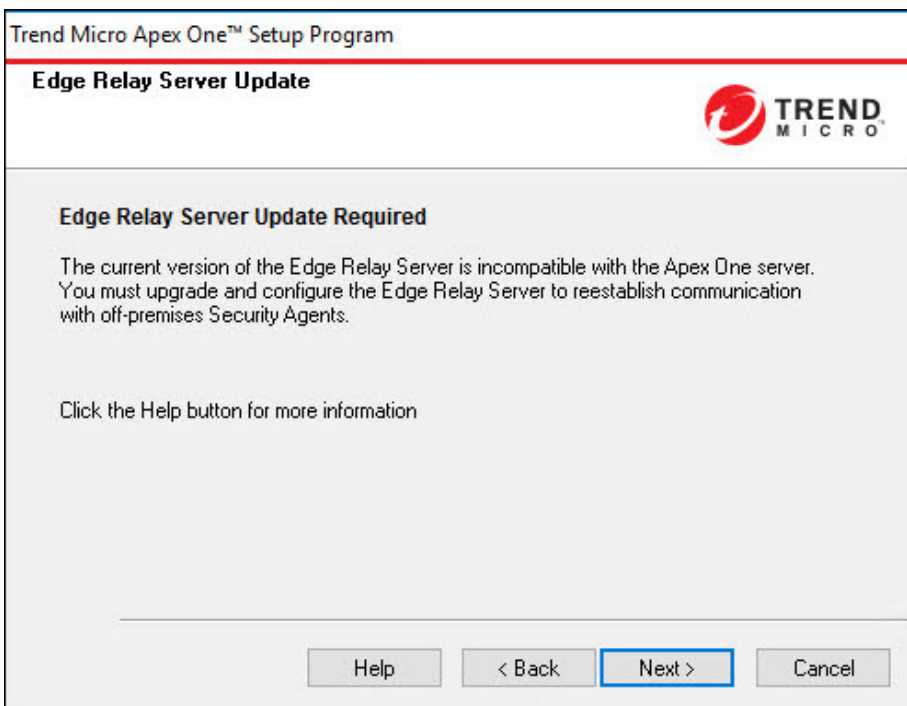 Trend Micro Apex One™ Setup Program
Edge Relay Server Update
TREND
MICRO™
Edge Relay Server Update Required
The current version of the Edge Relay Server is incompatible with the Apex One server.
You must upgrade and configure the Edge Relay Server to reestablish communication
with off-premises Security Agents.
Click the Help button for more information
Help
< Back
Next >
Cancel